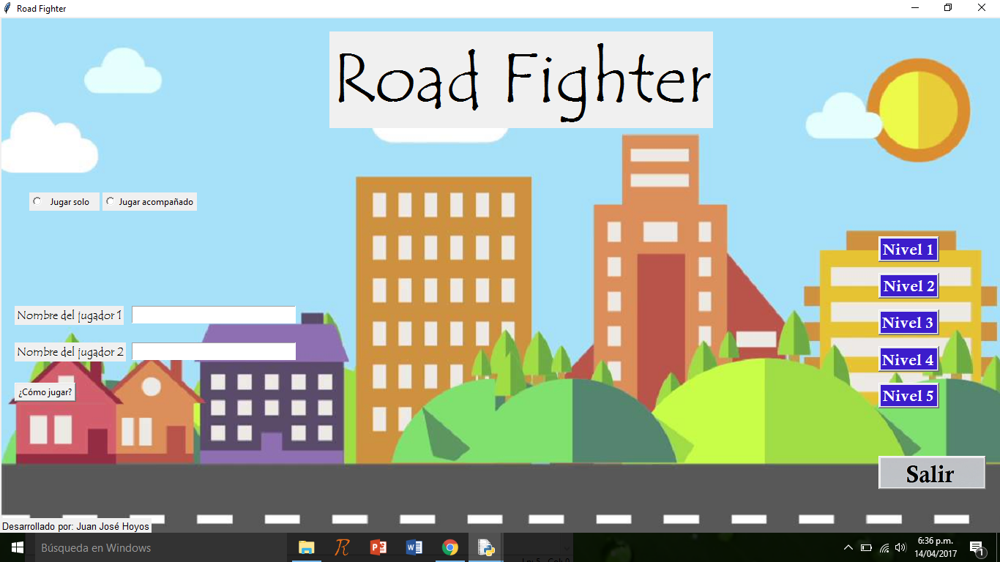 Road Fighter
Road Fighter
Jugar solo
Jugar acompañado
Nivel 1
Nivel 2
Nivel 3
Nivel 4
Nivel 5
Nombre del jugador 1
Nombre del jugador 2
¿Cómo jugar?
Salir
Desarrollado por: Juan José Hoyos
Búsqueda en Windows
6:36 p.m.
14/04/2017
1